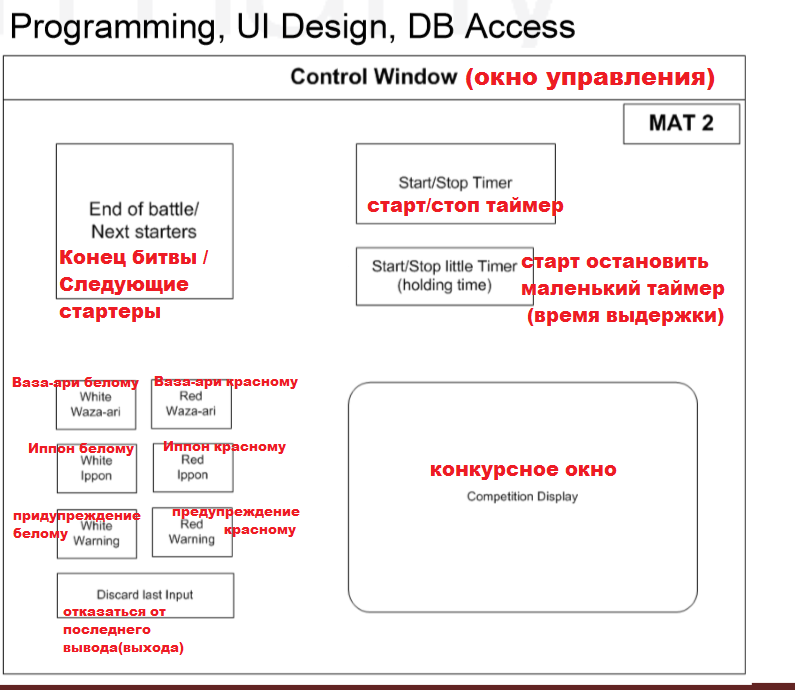 Programming, UI Design, DB Access
Control Window (окно управления)
MAT 2
End of battle/
Next starters
Конец битвы /
Следующие
стартеры
Start/Stop Timer
старт/стоп таймер
Start/Stop little Timer
(holding time)
старт остановить
маленький таймер
(время выдержки)
Ваза-ари белому
White
Waza-ari
Ваза-ари красному
Red
Waza-ari
Иппон белому
White
Ippon
Иппон красному
Red
Ippon
придупреждение
белому
White
Warning
предупреждение
красному
Red
Warning
Discard last Input
отказаться от
последнего
вывода(выхода)
конкурсное окно
Competition Display